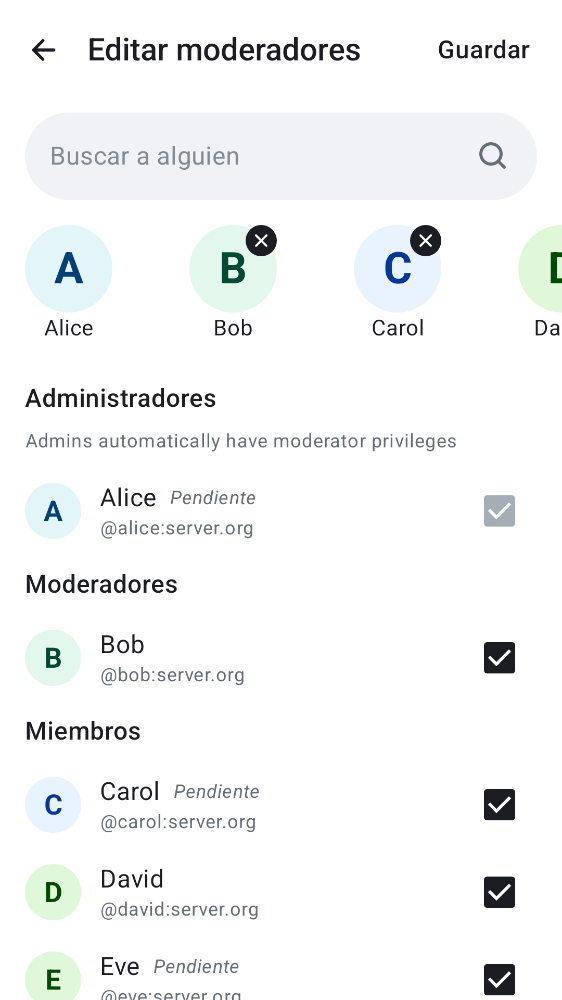 Editar moderadores
Guardar
Buscar a alguien
A
B
C
D
Alice
Bob
Carol
Da
Administradores
Admins automatically have moderator privileges
A
Alice Pendiente
@alice:server.org
Moderadores
B
Bob
@bob:server.org
Miembros
C
Carol Pendiente
@carol:server.org
D
David
@david:server.org
E
Eve Pendiente
@eve:server.org